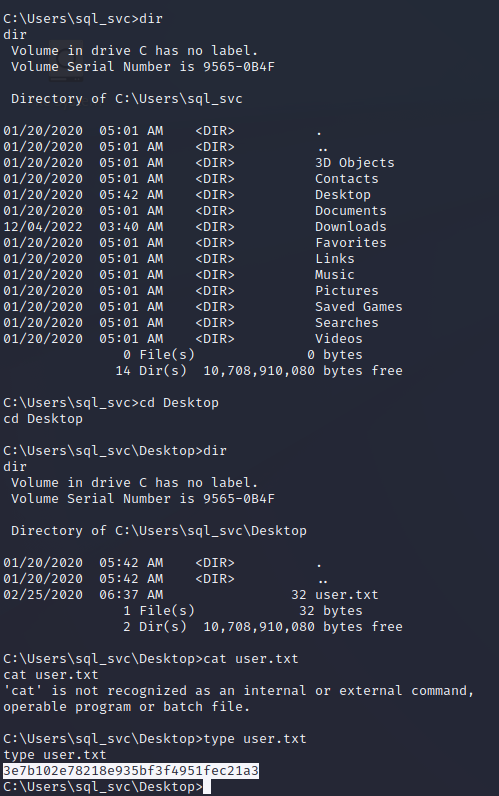 C:\Users\sql_svc>dir
dir
 Volume in drive C has no label.
 Volume Serial Number is 9565-0B4F

 Directory of C:\Users\sql_svc

01/20/2020  05:01 AM    <DIR>          .
01/20/2020  05:01 AM    <DIR>          ..
01/20/2020  05:01 AM    <DIR>          3D Objects
01/20/2020  05:01 AM    <DIR>          Contacts
01/20/2020  05:42 AM    <DIR>          Desktop
01/20/2020  05:01 AM    <DIR>          Documents
12/04/2022  03:40 AM    <DIR>          Downloads
01/20/2020  05:01 AM    <DIR>          Favorites
01/20/2020  05:01 AM    <DIR>          Links
01/20/2020  05:01 AM    <DIR>          Music
01/20/2020  05:01 AM    <DIR>          Pictures
01/20/2020  05:01 AM    <DIR>          Saved Games
01/20/2020  05:01 AM    <DIR>          Searches
01/20/2020  05:01 AM    <DIR>          Videos
               0 File(s)              0 bytes
              14 Dir(s)  10,708,910,080 bytes free

C:\Users\sql_svc>cd Desktop
cd Desktop

C:\Users\sql_svc\Desktop>dir
dir
 Volume in drive C has no label.
 Volume Serial Number is 9565-0B4F

 Directory of C:\Users\sql_svc\Desktop

01/20/2020  05:42 AM    <DIR>          .
01/20/2020  05:42 AM    <DIR>          ..
02/25/2020  06:37 AM                32 user.txt
               1 File(s)             32 bytes
               2 Dir(s)  10,708,910,080 bytes free

C:\Users\sql_svc\Desktop>cat user.txt
cat user.txt
'cat' is not recognized as an internal or external command,
operable program or batch file.

C:\Users\sql_svc\Desktop>type user.txt
type user.txt
3e7b102e78218e935bf3f4951fec21a3
C:\Users\sql_svc\Desktop>